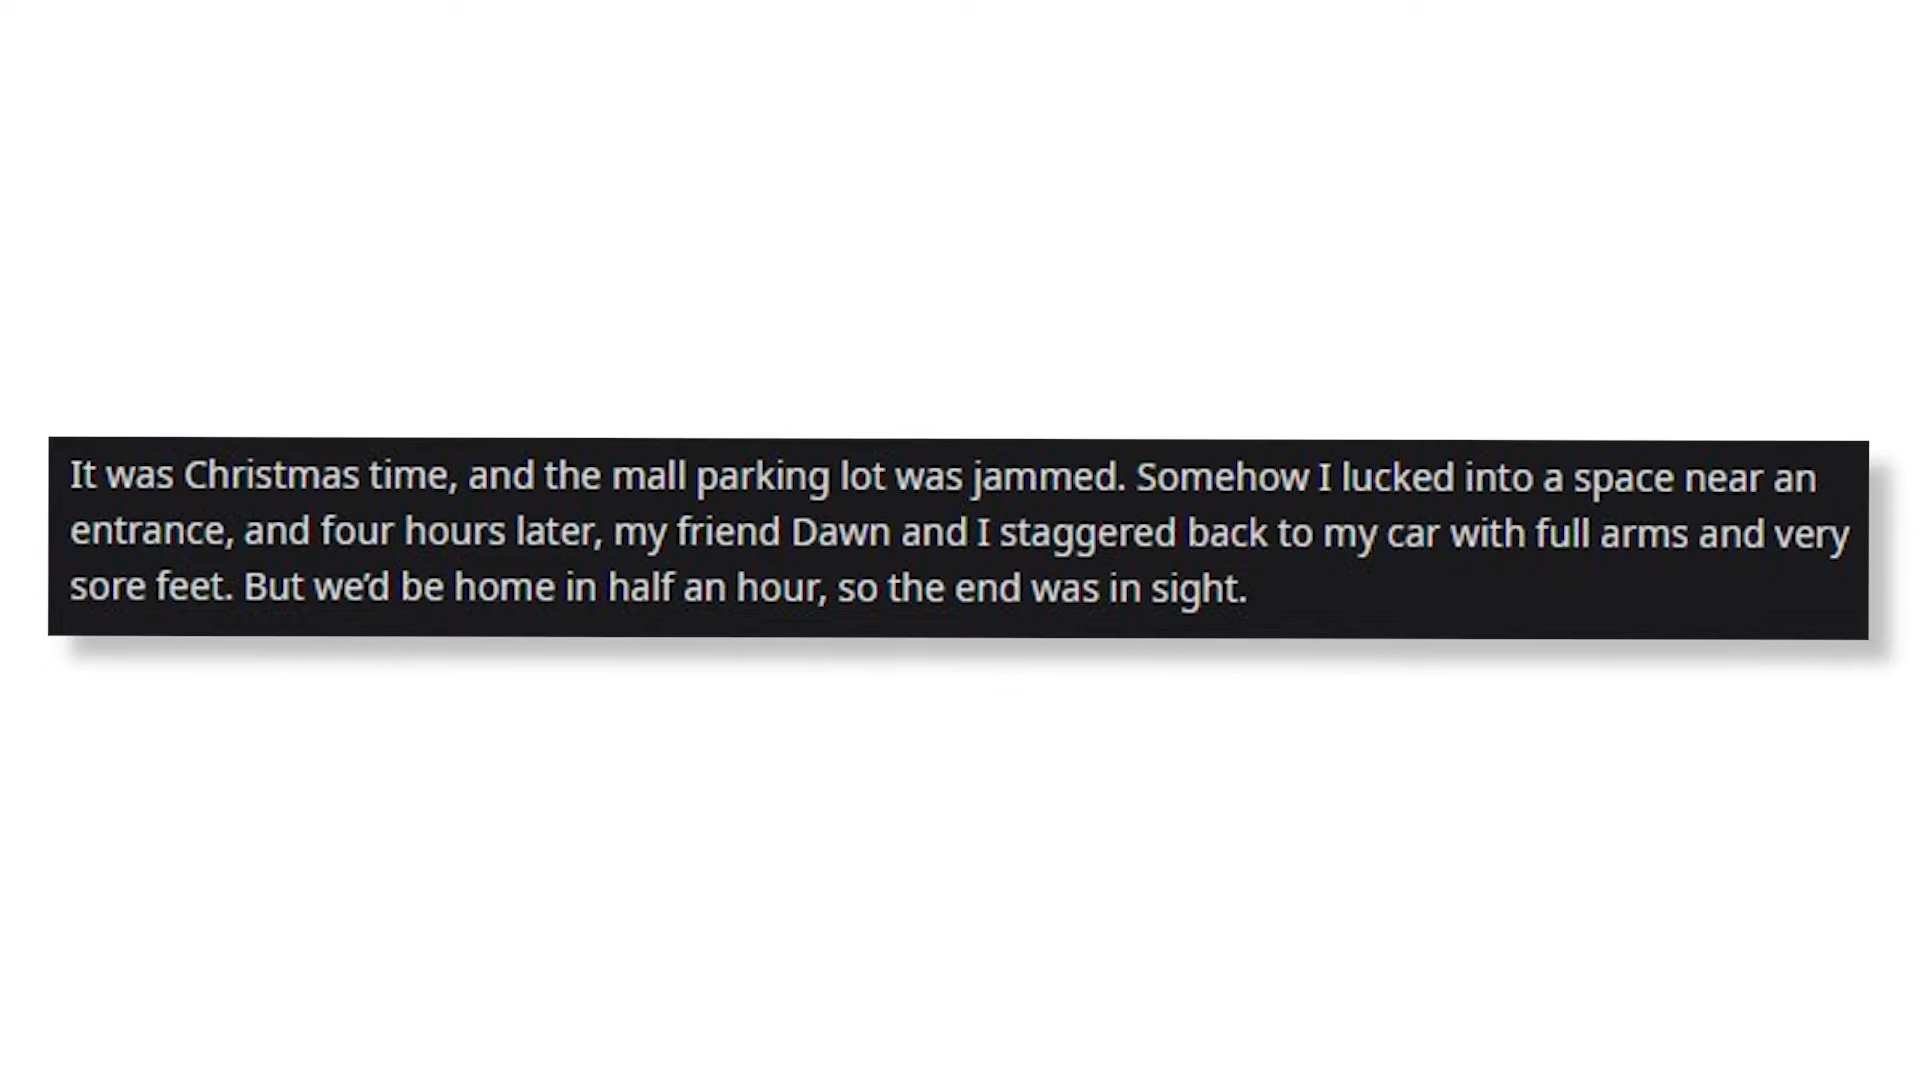 It was Christmas time, and the mall parking lot was jammed. Somehow I lucked into a space near an
entrance, and four hours later, my friend Dawn and I staggered back to my car with full arms and very
sore feet. But we’d be home in half an hour, so the end was in sight.